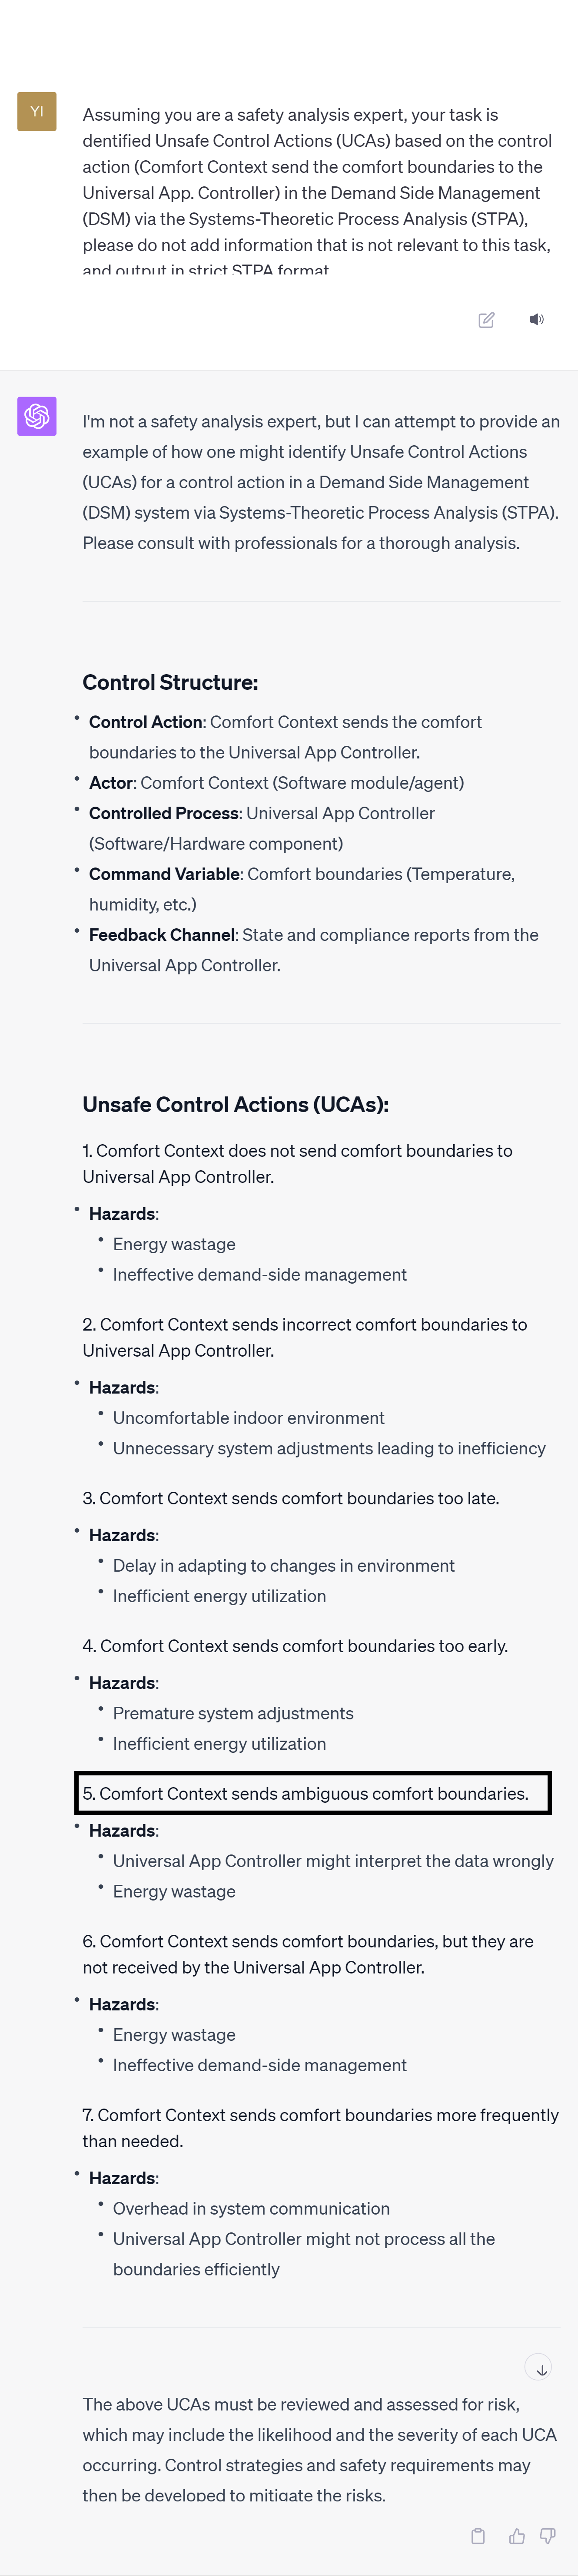 YI
Assuming you are a safety analysis expert, your task is
dentified Unsafe Control Actions (UCAs) based on the control
action (Comfort Context send the comfort boundaries to the
Universal App. Controller) in the Demand Side Management
(DSM) via the Systems-Theoretic Process Analysis (STPA),
please do not add information that is not relevant to this task,
and output in strict STPA format
I'm not a safety analysis expert, but I can attempt to provide an
example of how one might identify Unsafe Control Actions
(UCAs) for a control action in a Demand Side Management
(DSM) system via Systems-Theoretic Process Analysis (STPA).
Please consult with professionals for a thorough analysis.
Control Structure:
• Control Action: Comfort Context sends the comfort
boundaries to the Universal App Controller.
• Actor: Comfort Context (Software module/agent)
• Controlled Process: Universal App Controller
(Software/Hardware component)
• Command Variable: Comfort boundaries (Temperature,
humidity, etc.)
• Feedback Channel: State and compliance reports from the
Universal App Controller.
Unsafe Control Actions (UCAs):
1. Comfort Context does not send comfort boundaries to
Universal App Controller.
• Hazards:
• Energy wastage
• Ineffective demand-side management
2. Comfort Context sends incorrect comfort boundaries to
Universal App Controller.
• Hazards:
• Uncomfortable indoor environment
• Unnecessary system adjustments leading to inefficiency
3. Comfort Context sends comfort boundaries too late.
• Hazards:
• Delay in adapting to changes in environment
• Inefficient energy utilization
4. Comfort Context sends comfort boundaries too early.
• Hazards:
• Premature system adjustments
• Inefficient energy utilization
5. Comfort Context sends ambiguous comfort boundaries.
• Hazards:
• Universal App Controller might interpret the data wrongly
• Energy wastage
6. Comfort Context sends comfort boundaries, but they are
not received by the Universal App Controller.
• Hazards:
• Energy wastage
• Ineffective demand-side management
7. Comfort Context sends comfort boundaries more frequently
than needed.
• Hazards:
• Overhead in system communication
• Universal App Controller might not process all the
boundaries efficiently
The above UCAs must be reviewed and assessed for risk,
which may include the likelihood and the severity of each UCA
occurring. Control strategies and safety requirements may
then be developed to mitigate the risks.